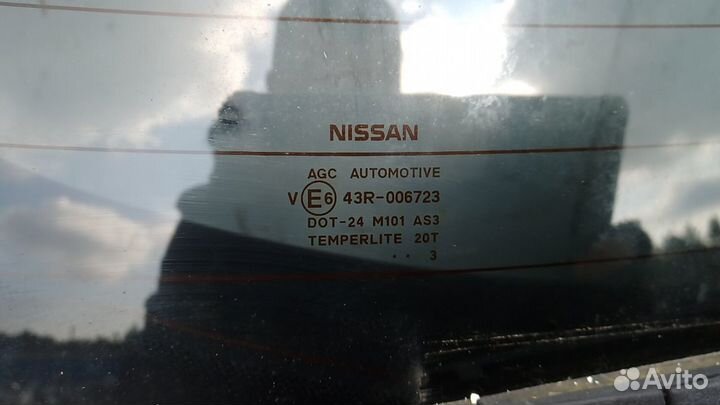 NISSAN
AGC AUTOMOTIVE
V E6 43R-006723
DOT-24 M101 AS3
TEMPERLITE 20T
.. 3
Avito